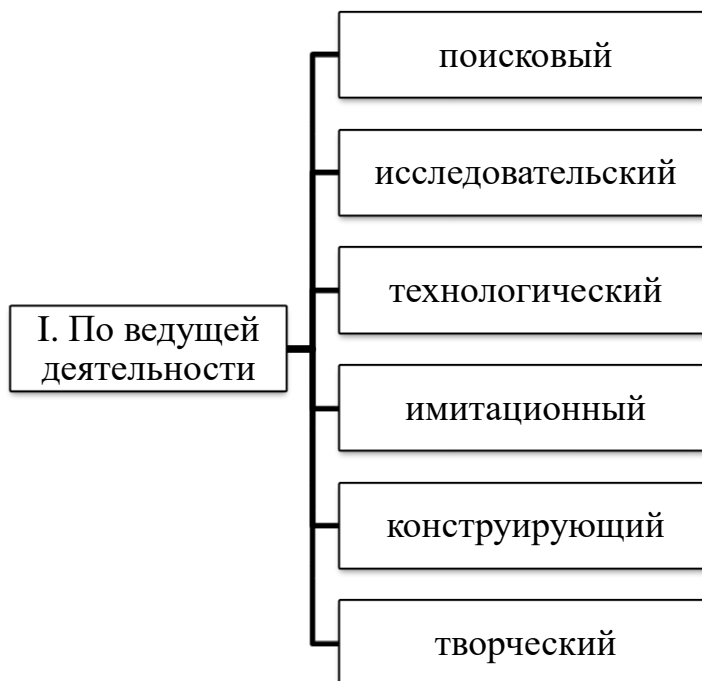 поисковый
исследовательский
технологический
I. По ведущей
деятельности
имитационный
конструирующий
творческий